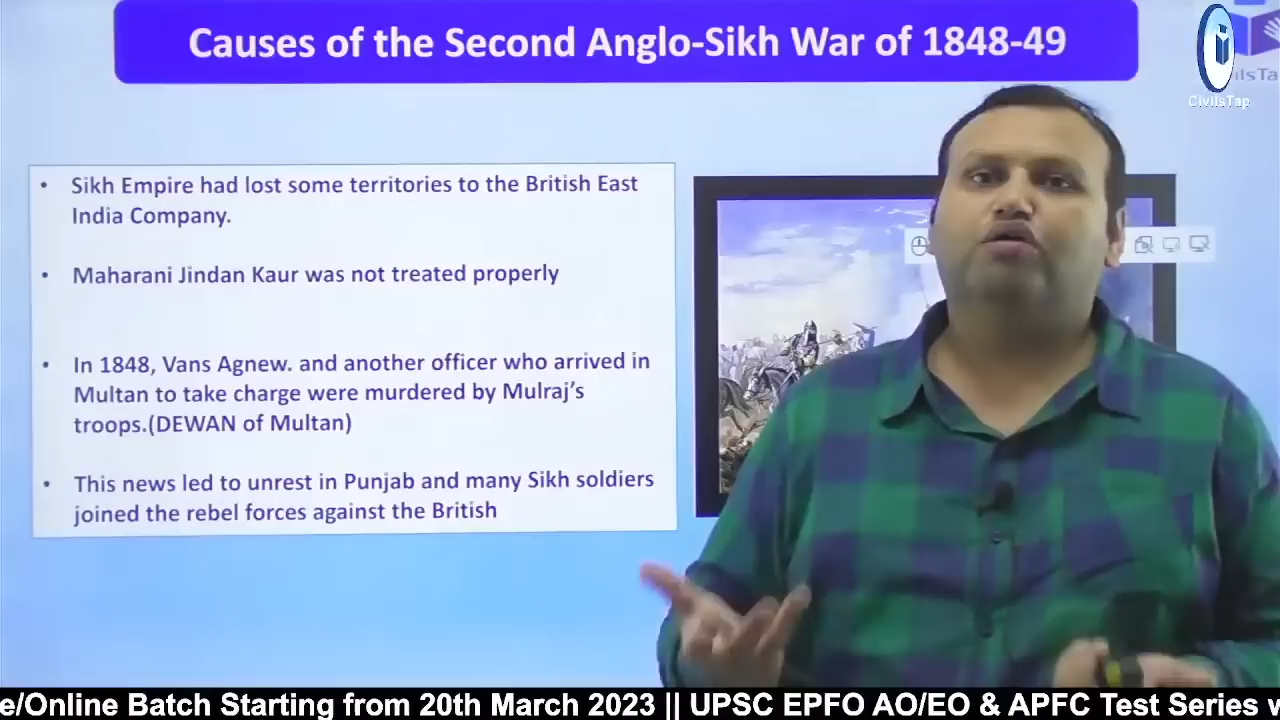 Causes of the Second Anglo-Sikh War of 1848-49
CivilsTap
Sikh Empire had lost some territories to the British East
India Company.
Maharani Jindan Kaur was not treated properly
In 1848, Vans Agnew. and another officer who arrived in
Multan to take charge were murdered by Mulraj's
troops.(DEWAN of Multan)
This news led to unrest in Punjab and many Sikh soldiers
joined the rebel forces against the British
e/Online Batch Starting from 20th March 2023 || UPSC EPFO AO/EO & APFC Test Series